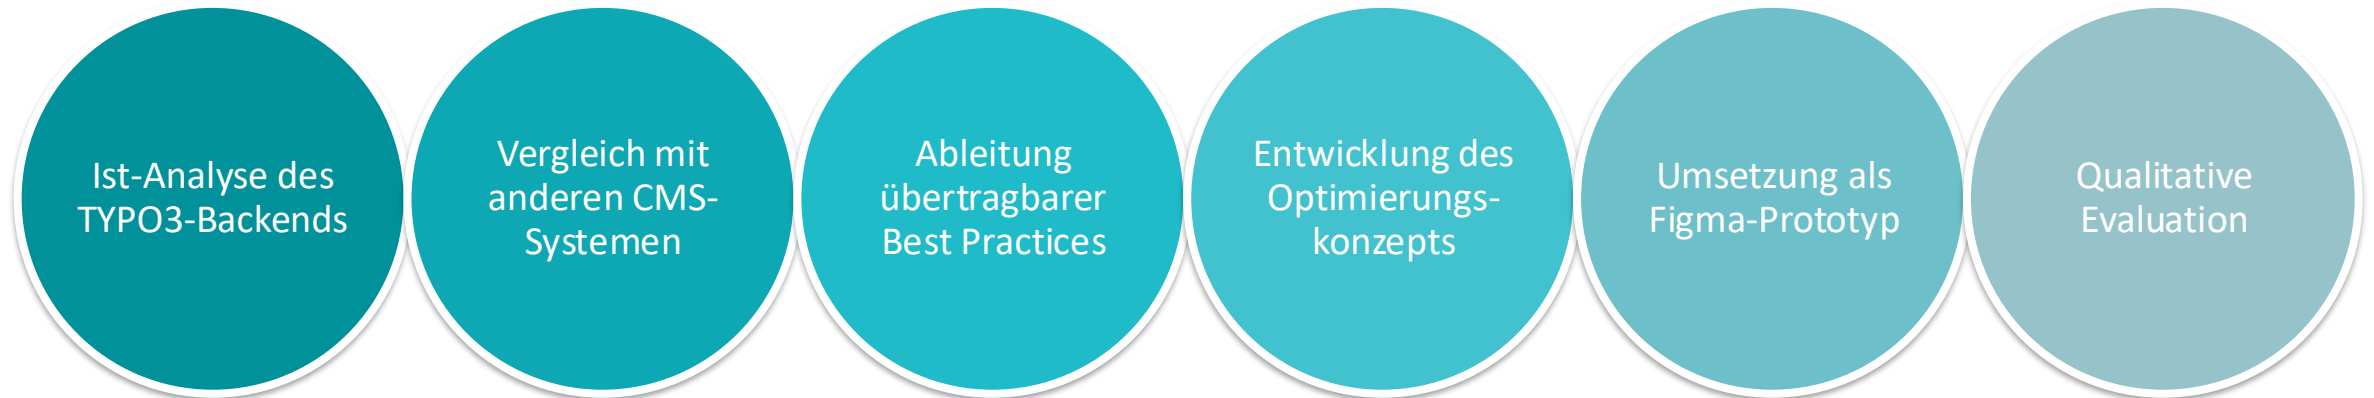 Ist-Analyse des
TYPO3-Backends
Vergleich mit
anderen CMS-
Systemen
Ableitung
übertragbarer
Best Practices
Entwicklung des
Optimierungs-
konzepts
Umsetzung als
Figma-Prototyp
Qualitative
Evaluation